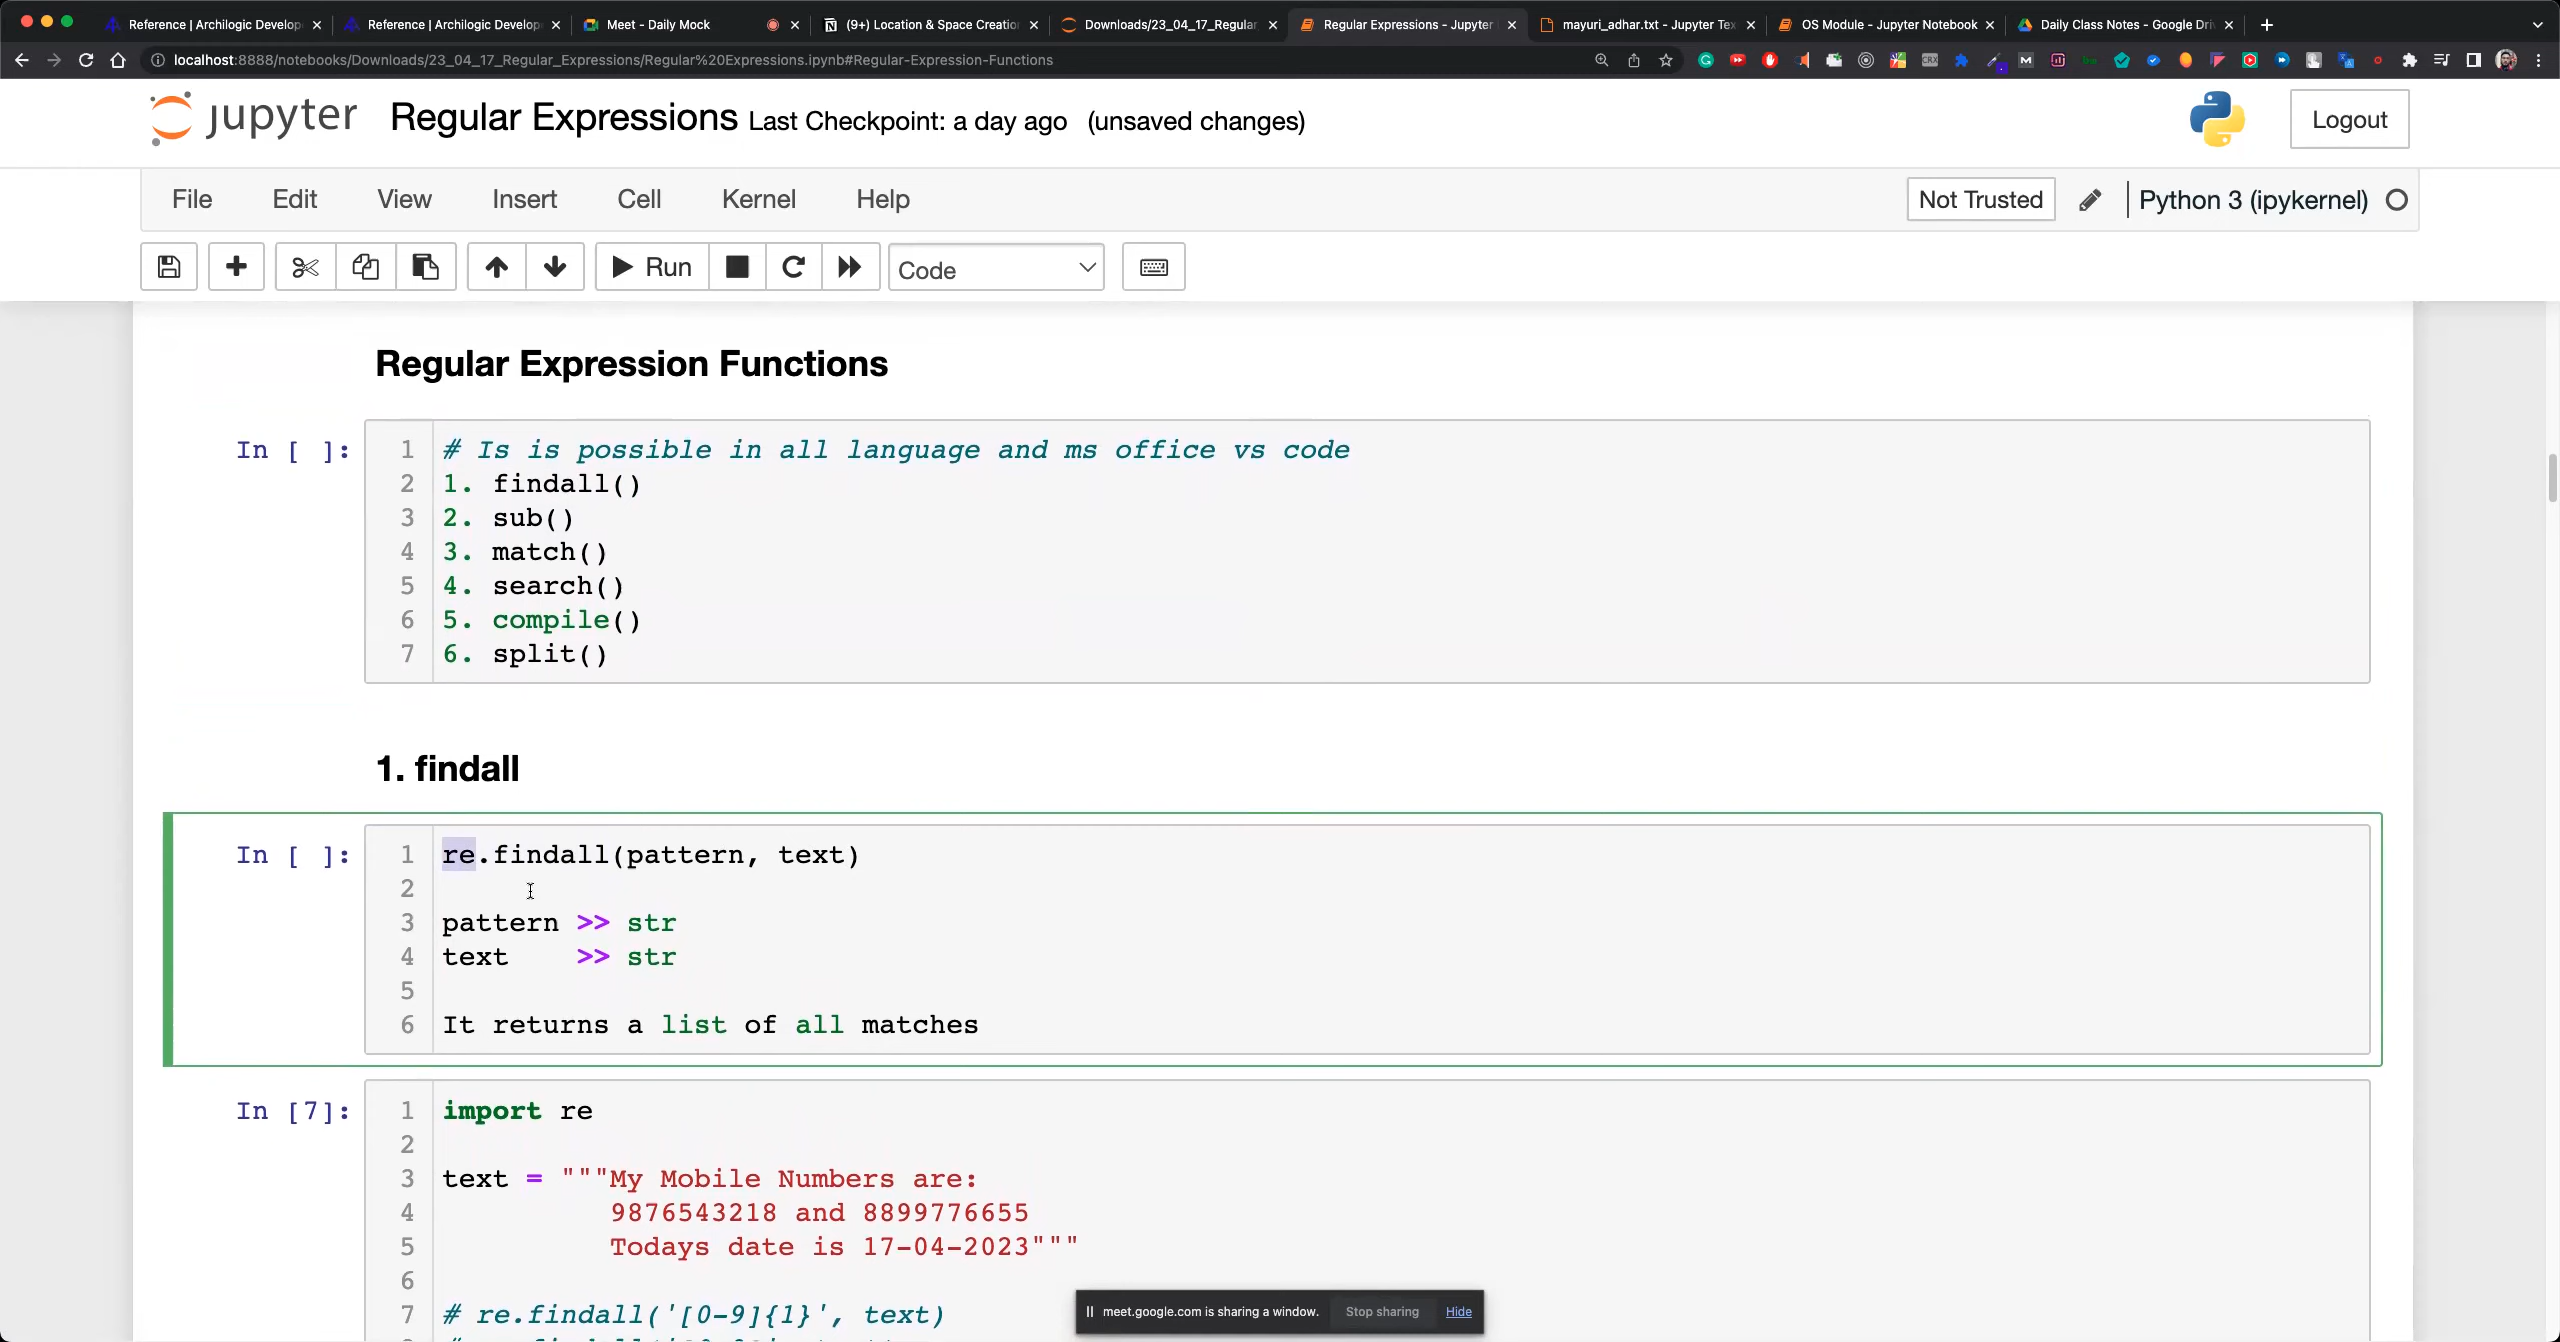 Reference | Archilogic Develop
Reference | Archilogic Develop
Meet - Daily Mock
(9+) Location & Space Creation
Downloads/23_04_17_Regular
Regular Expressions - Jupyter
mayuri_adhar.txt - Jupyter Tex
OS Module - Jupyter Notebook
Daily Class Notes - Google Dri
localhost:8888/notebooks/Downloads/23_04_17_Regular_Expressions/Regular%20Expressions.ipynb#Regular-Expression-Functions
jupyter Regular Expressions Last Checkpoint: a day ago (unsaved changes)
Logout
File Edit View Insert Cell Kernel Help
Not Trusted
Python 3 (ipykernel)
Run
Code
Regular Expression Functions
In [ ]:
1 # Is is possible in all language and ms office vs code
2 1. findall()
3 2. sub()
4 3. match()
5 4. search()
6 5. compile()
7 6. split()
1. findall
In [ ]:
1 re.findall(pattern, text)
2
3 pattern >> str
4 text    >> str
5
6 It returns a list of all matches
In [7]:
1 import re
2
3 text = """My Mobile Numbers are:
4           9876543218 and 8899776655
5           Todays date is 17-04-2023"""
6
7 # re.findall('[0-9]{1}', text)
meet.google.com is sharing a window.
Stop sharing
Hide